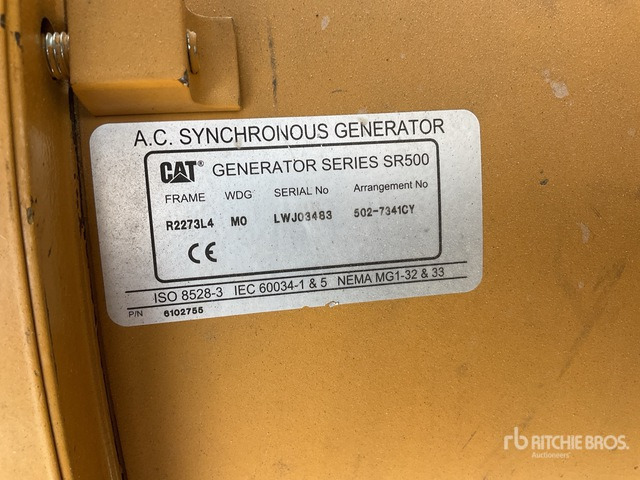 A.C. SYNCHRONOUS GENERATOR
CAT® GENERATOR SERIES SR500
FRAME WDG SERIAL No Arrangement No
R2273L4 M0 LWJ03483 502-7341CY
CE
ISO 8528-3 IEC 60034-1 & 5 NEMA MG1-32 & 33
P/N 6102755
rb RITCHIE BROS.
Auctioneers